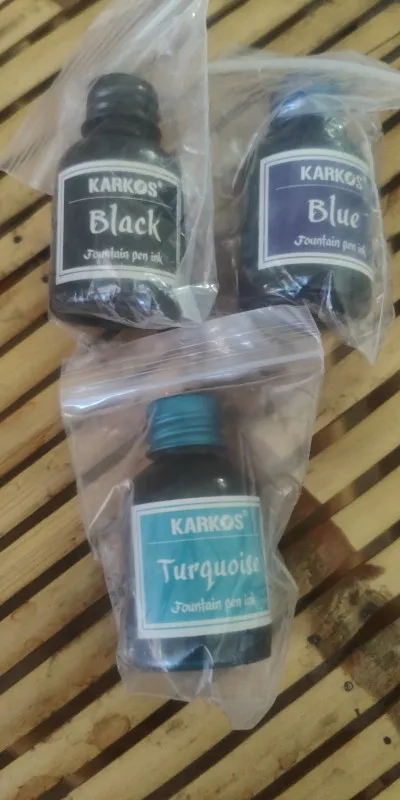 KARKOS®
Black
Fountain pen ink
KARKOS®
Blue
Fountain pen ink
KARKOS®
Turquoise
Fountain pen ink